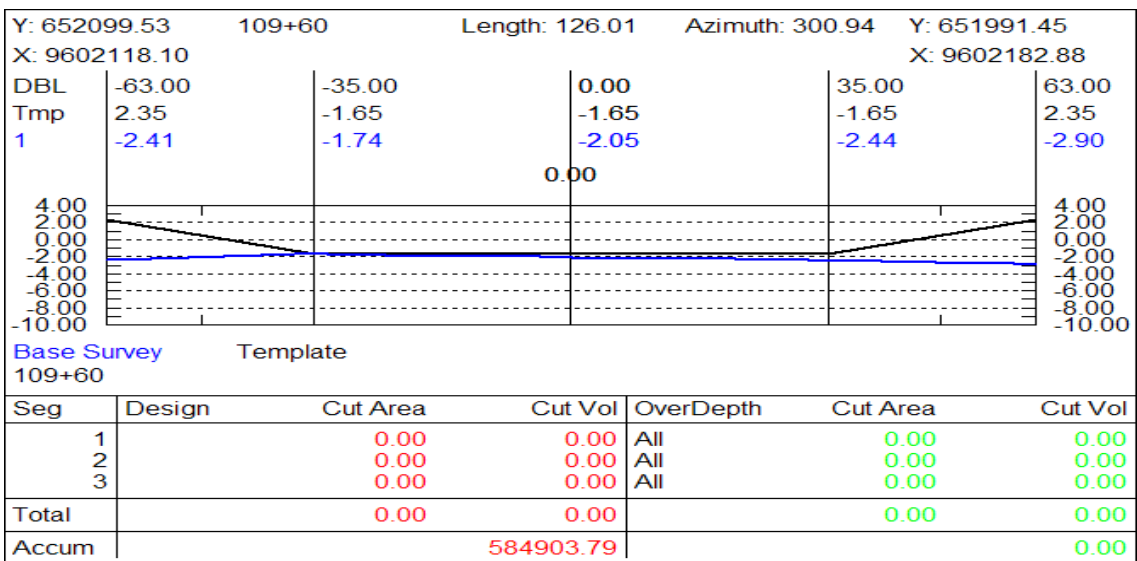 Y: 652099.53 109+60 Length: 126.01 Azimuth: 300.94 Y: 651991.45
X: 9602118.10 X: 9602182.88
DBL -63.00 -35.00 0.00 35.00 63.00
Tmp 2.35 -1.65 -1.65 -1.65 2.35
1 -2.41 -1.74 -2.05 -2.44 -2.90
0.00
4.00 4.00
2.00 2.00
0.00 0.00
-2.00 -2.00
-4.00 -4.00
-6.00 -6.00
-8.00 -8.00
-10.00 -10.00
Base Survey Template
109+60
Seg Design Cut Area Cut Vol OverDepth Cut Area Cut Vol
1 0.00 0.00 All 0.00 0.00
2 0.00 0.00 All 0.00 0.00
3 0.00 0.00 All 0.00 0.00
Total 0.00 0.00 0.00 0.00
Accum 584903.79 0.00